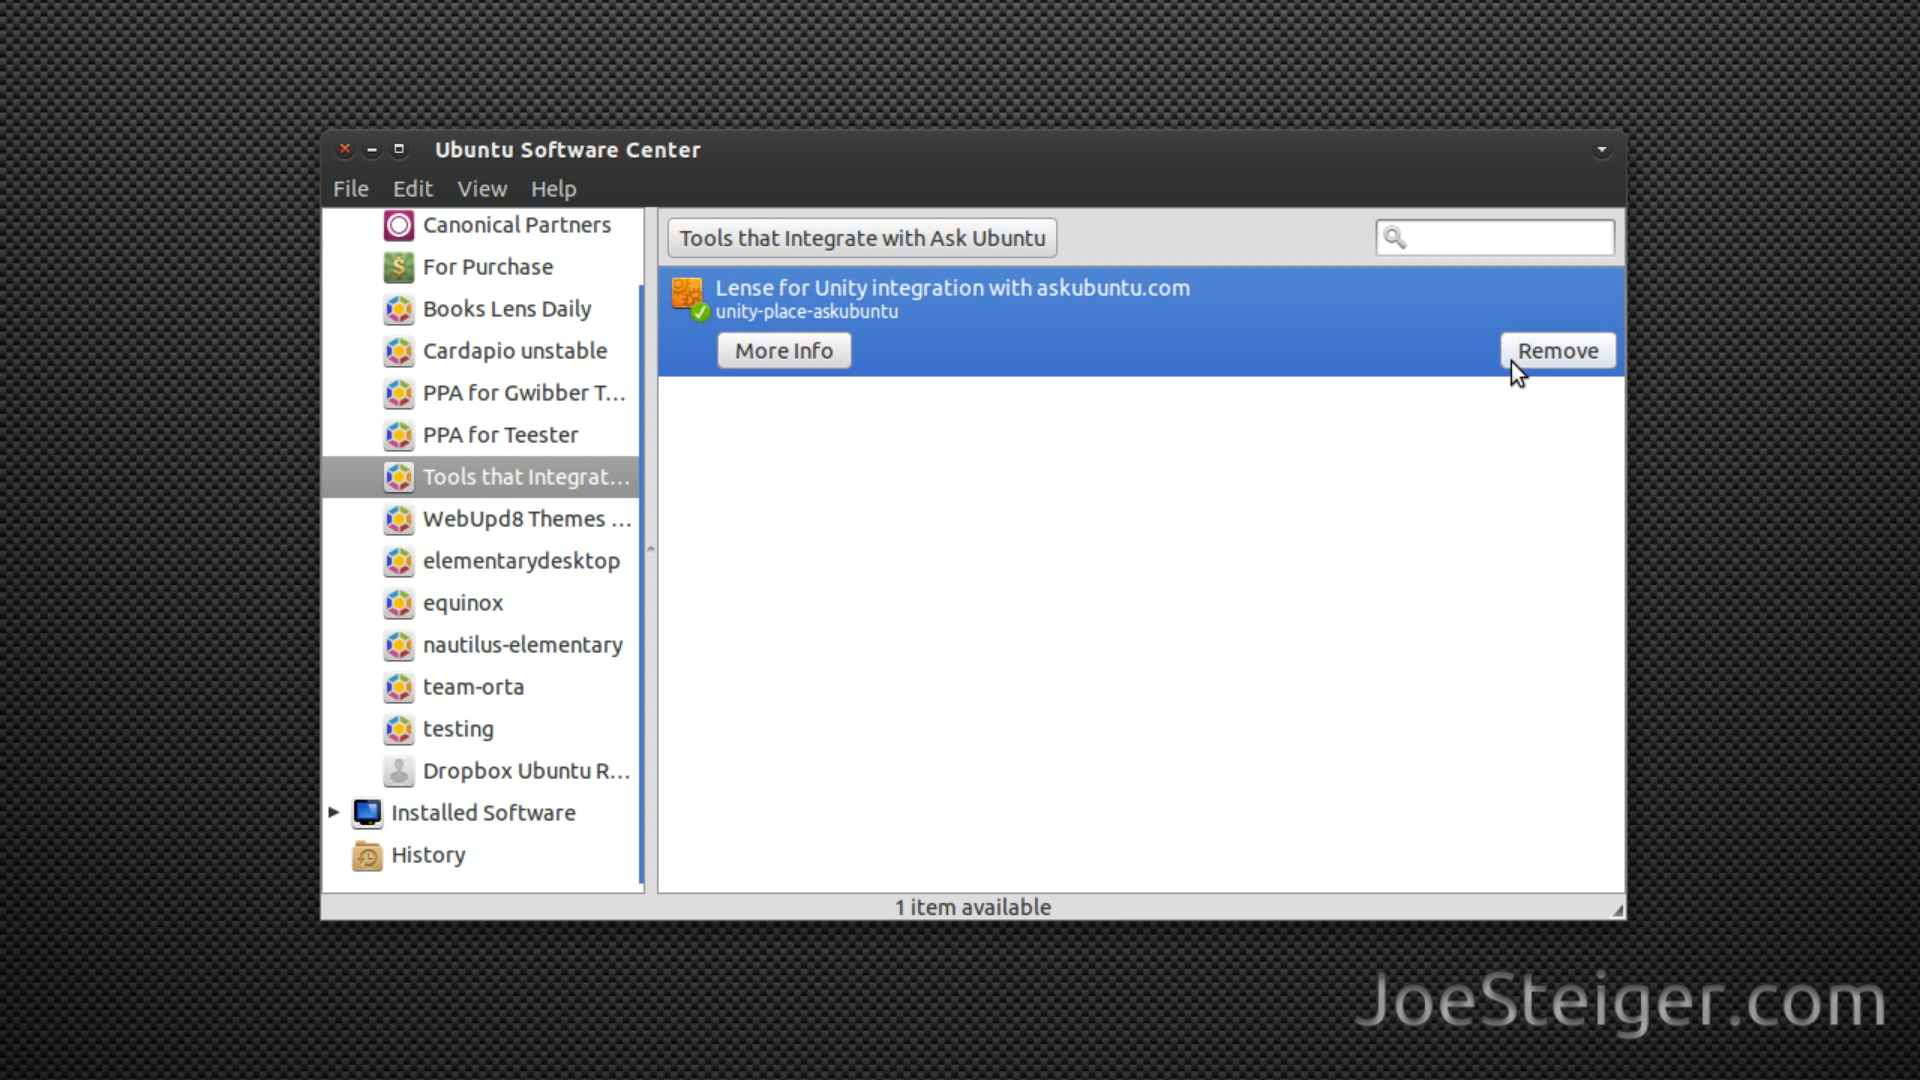 Ubuntu Software Center
File Edit View Help
Canonical Partners
For Purchase
Books Lens Daily
Cardapio unstable
PPA for Gwibber T...
PPA for Teester
Tools that Integrat...
WebUpd8 Themes ...
elementarydesktop
equinox
nautilus-elementary
team-orta
testing
Dropbox Ubuntu R...
Installed Software
History
Tools that Integrate with Ask Ubuntu
Lense for Unity integration with askubuntu.com
unity-place-askubuntu
More Info
Remove
1 item available
JoeSteiger.com